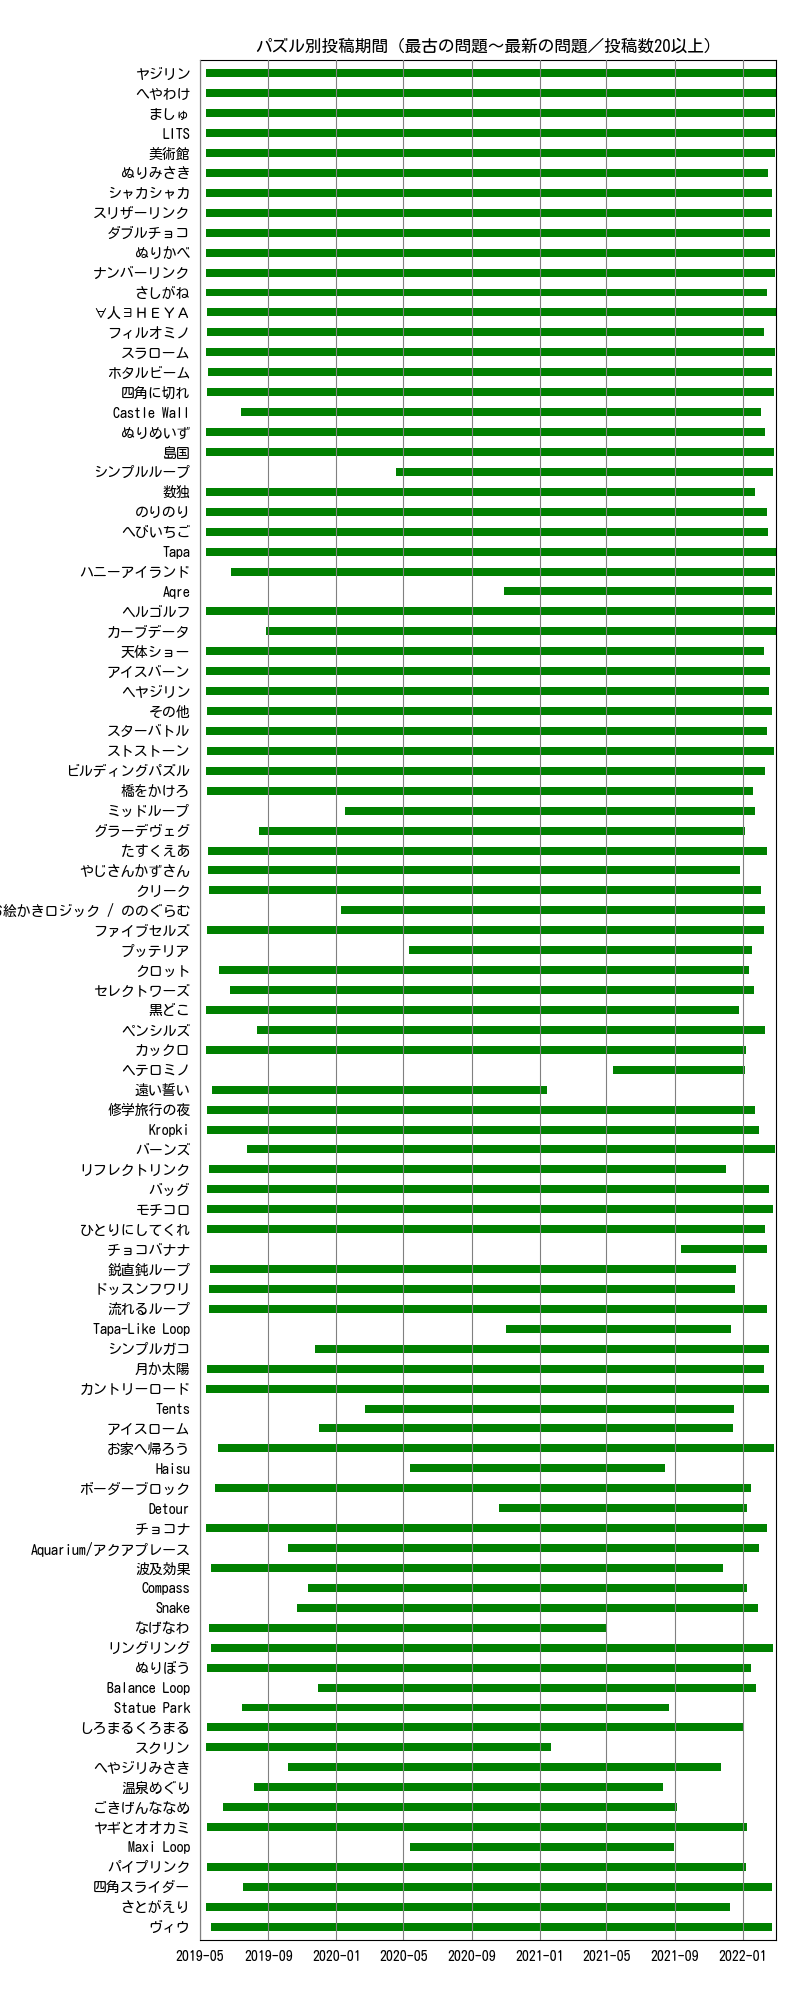 パズル別投稿期間（最古の問題～最新の問題／投稿数20以上）
ヤジリン
へやわけ
ましゅ
LITS
美術館
ぬりみさき
シャカシャカ
スリザーリンク
ダブルチョコ
ぬりかべ
ナンバーリンク
さしがね
∀人∃ＨＥＹＡ
フィルオミノ
スラローム
ホタルビーム
四角に切れ
Castle Wall
ぬりめいず
島国
シンプルループ
数独
のりのり
へびいちご
Tapa
ハニーアイランド
Aqre
ヘルゴルフ
カーブデータ
天体ショー
アイスバーン
ヘヤジリン
その他
スターバトル
ストストーン
ビルディングパズル
橋をかけろ
ミッドループ
グラーデヴェグ
たすくえあ
やじさんかずさん
クリーク
絵かきロジック / ののぐらむ
ファイブセルズ
プッテリア
クロット
セレクトワーズ
黒どこ
ペンシルズ
カックロ
ヘテロミノ
遠い誓い
修学旅行の夜
Kropki
バーンズ
リフレクトリンク
バッグ
モチコロ
ひとりにしてくれ
チョコバナナ
鋭直鈍ループ
ドッスンフワリ
流れるループ
Tapa-Like Loop
シンプルガコ
月か太陽
カントリーロード
Tents
アイスローム
お家へ帰ろう
Haisu
ボーダーブロック
Detour
チョコナ
Aquarium/アクアプレース
波及効果
Compass
Snake
なげなわ
リングリング
ぬりぼう
Balance Loop
Statue Park
しろまるくろまる
スクリン
へやジリみさき
温泉めぐり
ごきげんななめ
ヤギとオオカミ
Maxi Loop
パイプリンク
四角スライダー
さとがえり
ヴィウ
2019-05 2019-09 2020-01 2020-05 2020-09 2021-01 2021-05 2021-09 2022-01